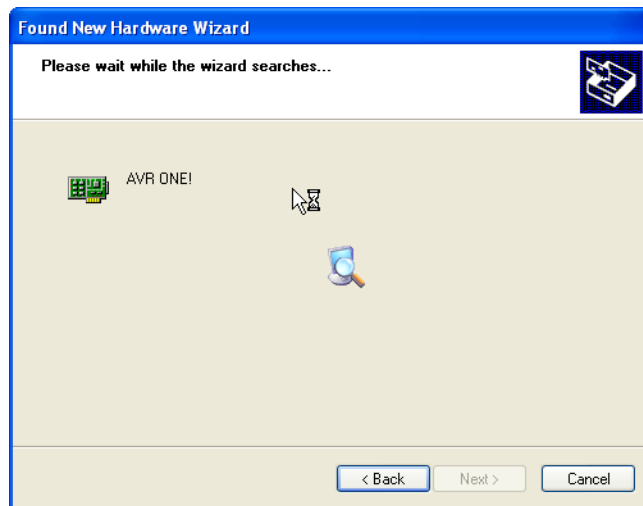 Found New Hardware Wizard
Please wait while the wizard searches...
AVR ONE!
< Back
Next >
Cancel